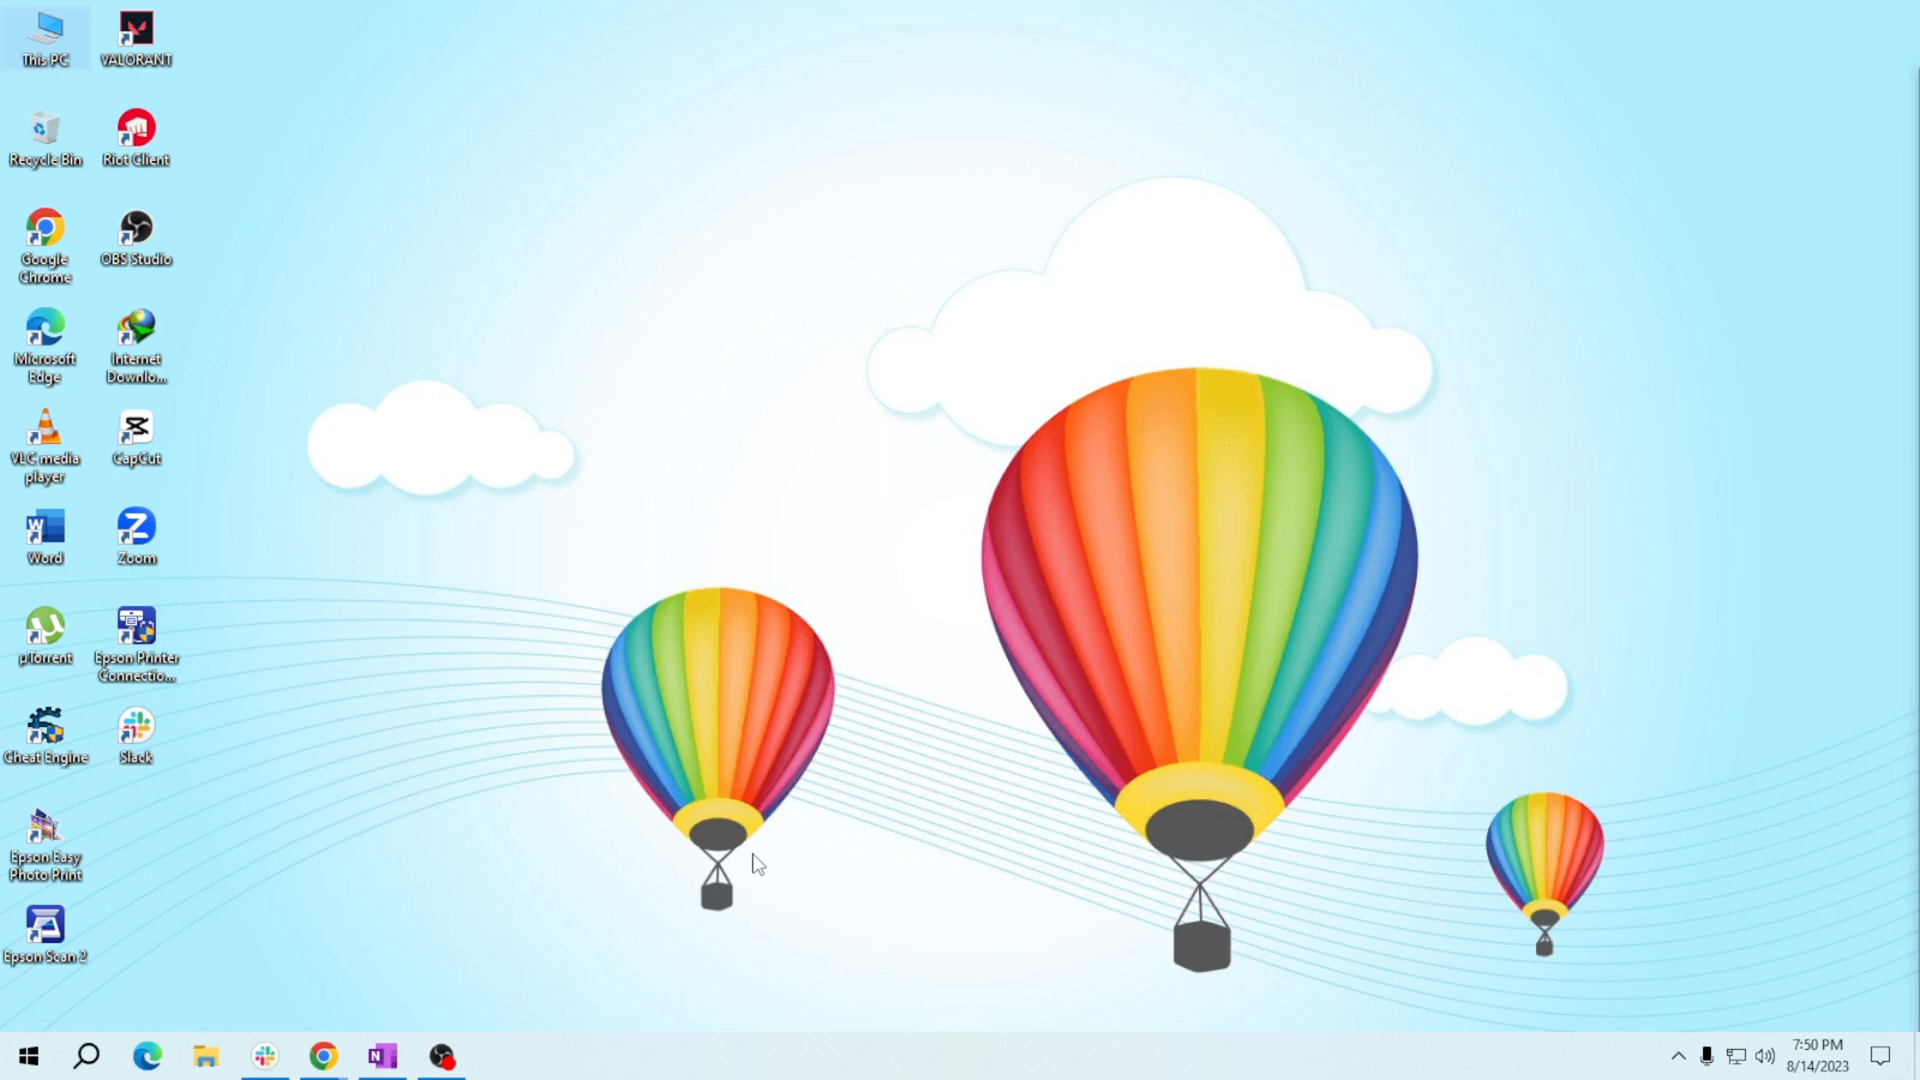 This PC
VALORANT
Recycle Bin
Riot Client
Google
Chrome
OBS Studio
Microsoft
Edge
Internet
Downlo...
VLC media
player
CapCut
Word
Zoom
µTorrent
Epson Printer
Connectio...
Cheat Engine
Slack
Epson Easy
Photo Print
Epson Scan 2
7:50 PM
8/14/2023